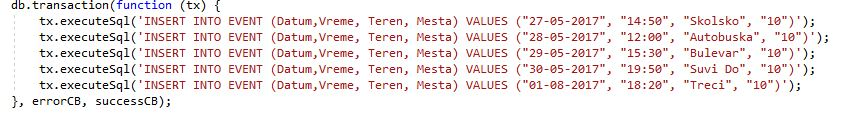 db.transaction(function (tx) {
tx.executeSql('INSERT INTO EVENT (Datum,Vreme, Teren, Mesta) VALUES ("27-05-2017", "14:50", "Skolsko", "10")');
tx.executeSql('INSERT INTO EVENT (Datum,Vreme, Teren, Mesta) VALUES ("28-05-2017", "12:00", "Autobuska", "10")');
tx.executeSql('INSERT INTO EVENT (Datum,Vreme, Teren, Mesta) VALUES ("29-05-2017", "15:30", "Bulevar", "10")');
tx.executeSql('INSERT INTO EVENT (Datum,Vreme, Teren, Mesta) VALUES ("30-05-2017", "19:50", "Suvi Do", "10")');
tx.executeSql('INSERT INTO EVENT (Datum,Vreme, Teren, Mesta) VALUES ("01-08-2017", "18:20", "Treci", "10")');
}, errorCB, successCB);